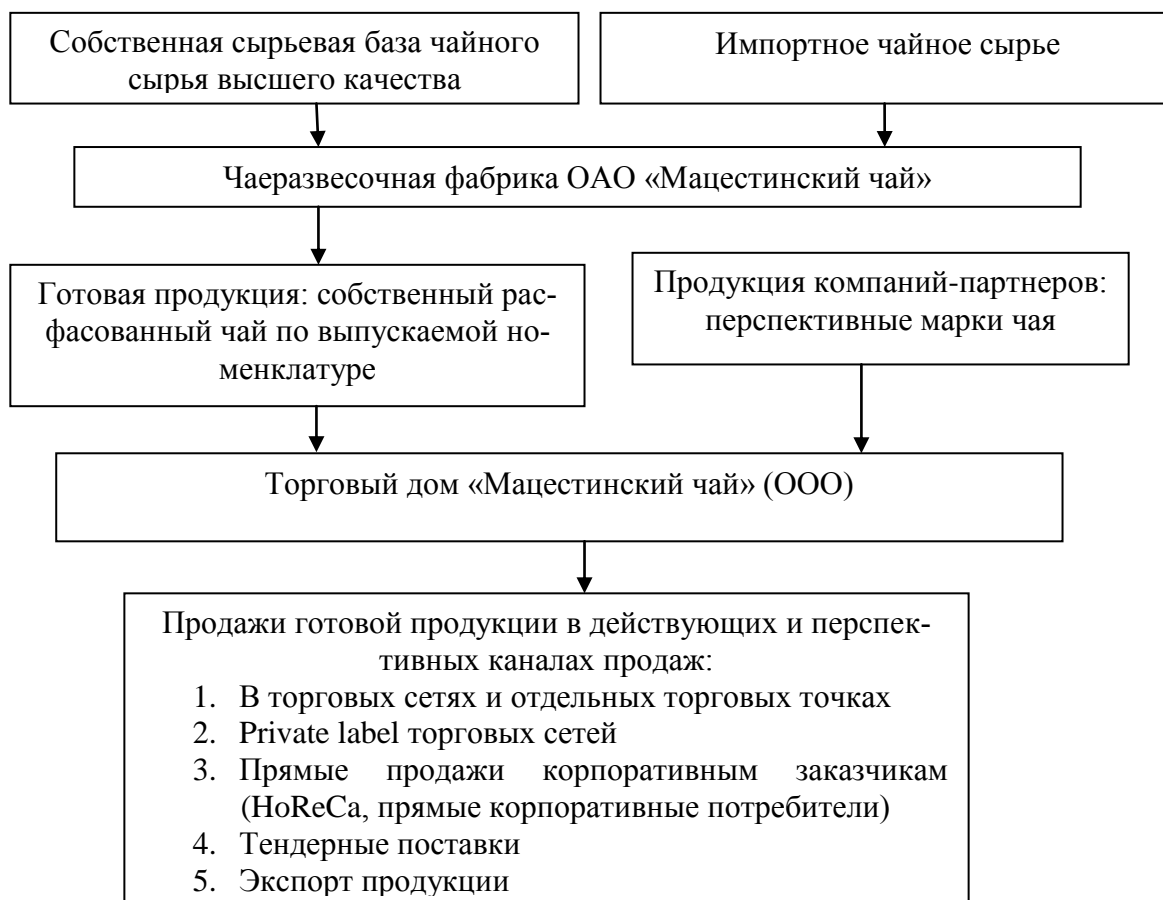 Собственная сырьевая база чайного
сырья высшего качества
Импортное чайное сырье
Чаеразвесочная фабрика ОАО «Мацестинский чай»
Готовая продукция: собственный рас-
фасованный чай по выпускаемой но-
менклатуре
Продукция компаний-партнеров:
перспективные марки чая
Торговый дом «Мацестинский чай» (ООО)
Продажи готовой продукции в действующих и перспек-
тивных каналах продаж:
1. В торговых сетях и отдельных торговых точках
2. Private label торговых сетей
3. Прямые продажи корпоративным заказчикам
(HoReCa, прямые корпоративные потребители)
4. Тендерные поставки
5. Экспорт продукции